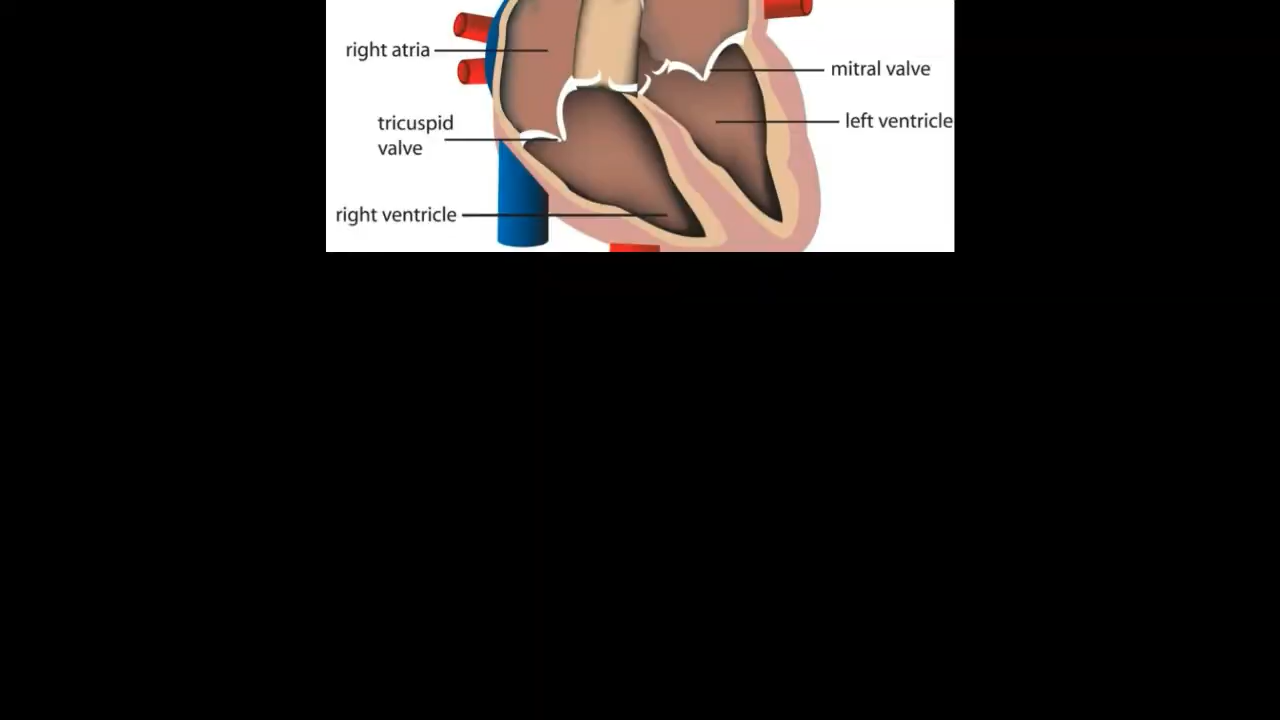 right atria
mitral valve
tricuspid
valve
left ventricle
right ventricle